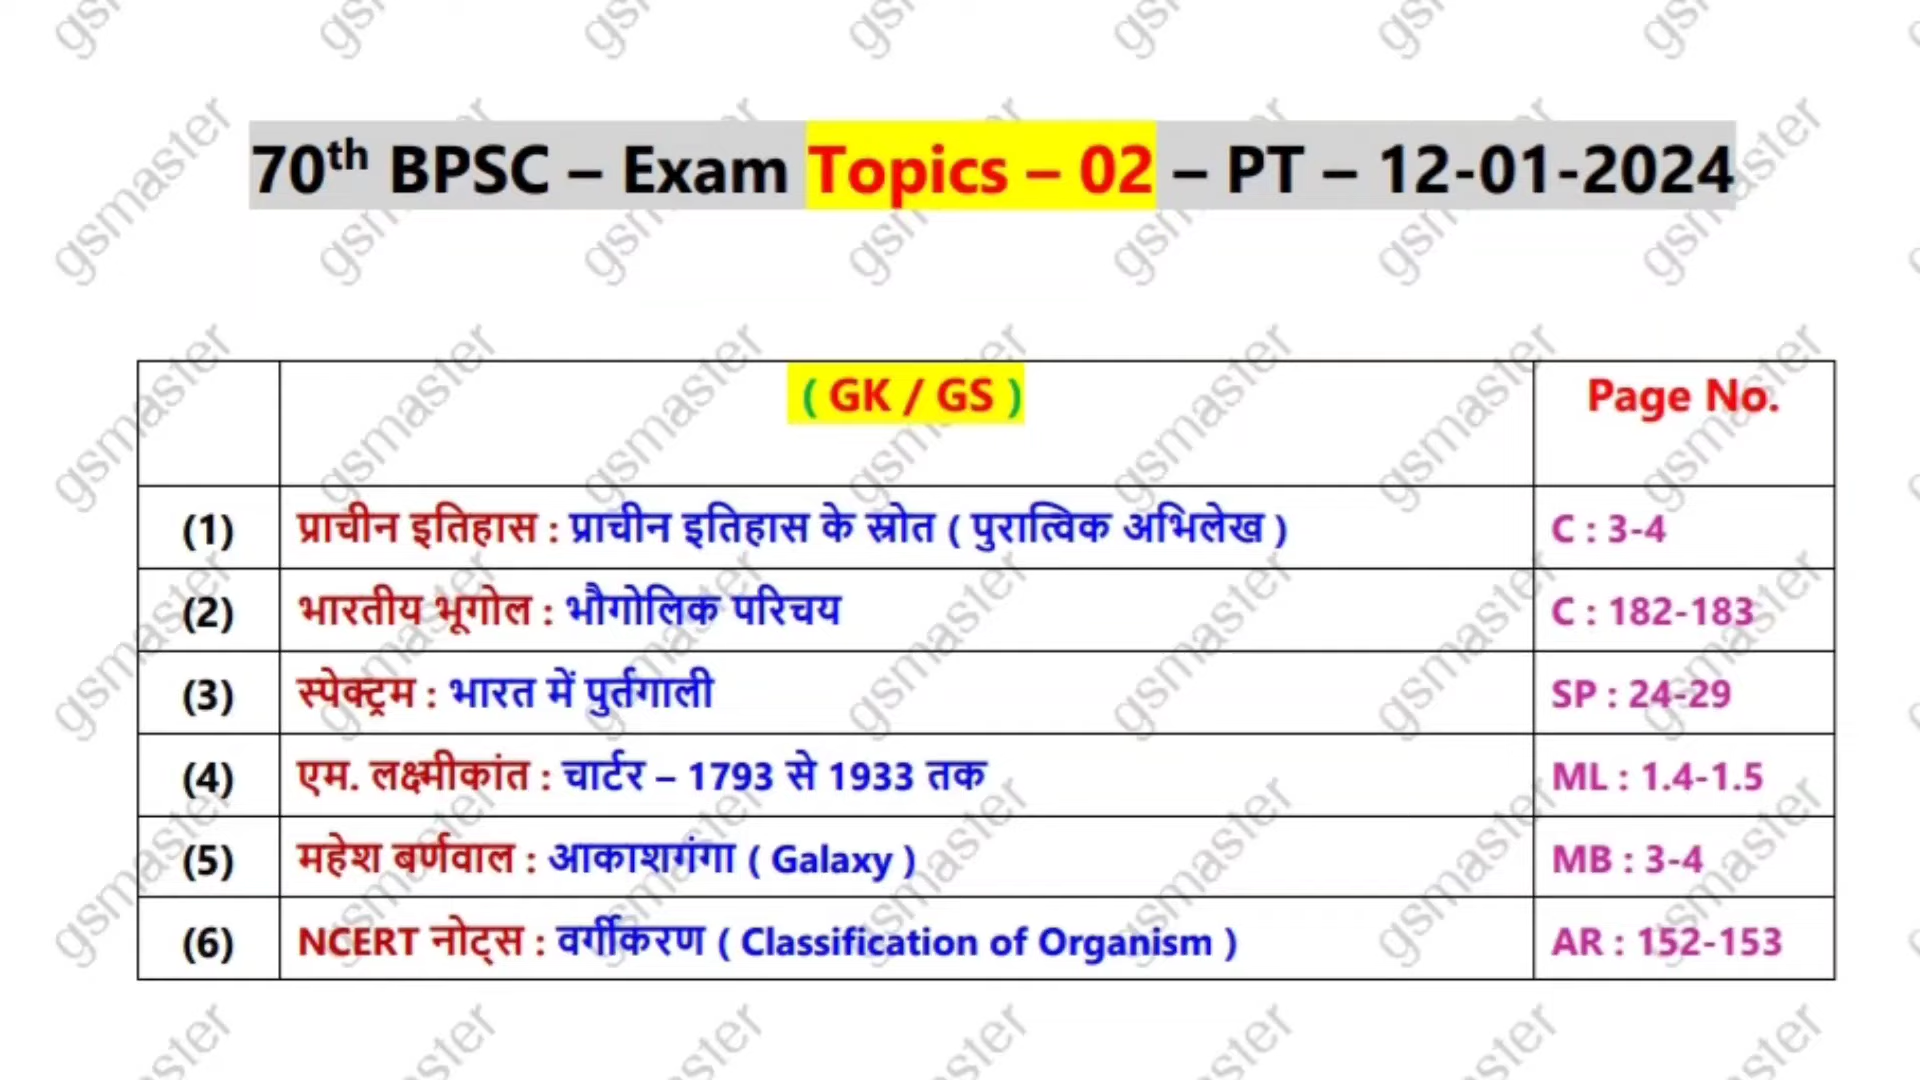 70th BPSC – Exam Topics – 02 – PT – 12-01-2024
( GK / GS ) Page No.
(1) प्राचीन इतिहास : प्राचीन इतिहास के स्रोत ( पुरात्विक अभिलेख ) C : 3-4
(2) भारतीय भूगोल : भौगोलिक परिचय C : 182-183
(3) स्पेक्ट्रम : भारत में पुर्तगाली SP : 24-29
(4) एम. लक्ष्मीकांत : चार्टर – 1793 से 1933 तक ML : 1.4-1.5
(5) महेश बर्णवाल : आकाशगंगा ( Galaxy ) MB : 3-4
(6) NCERT नोट्स : वर्गीकरण ( Classification of Organism ) AR : 152-153
gsmaster